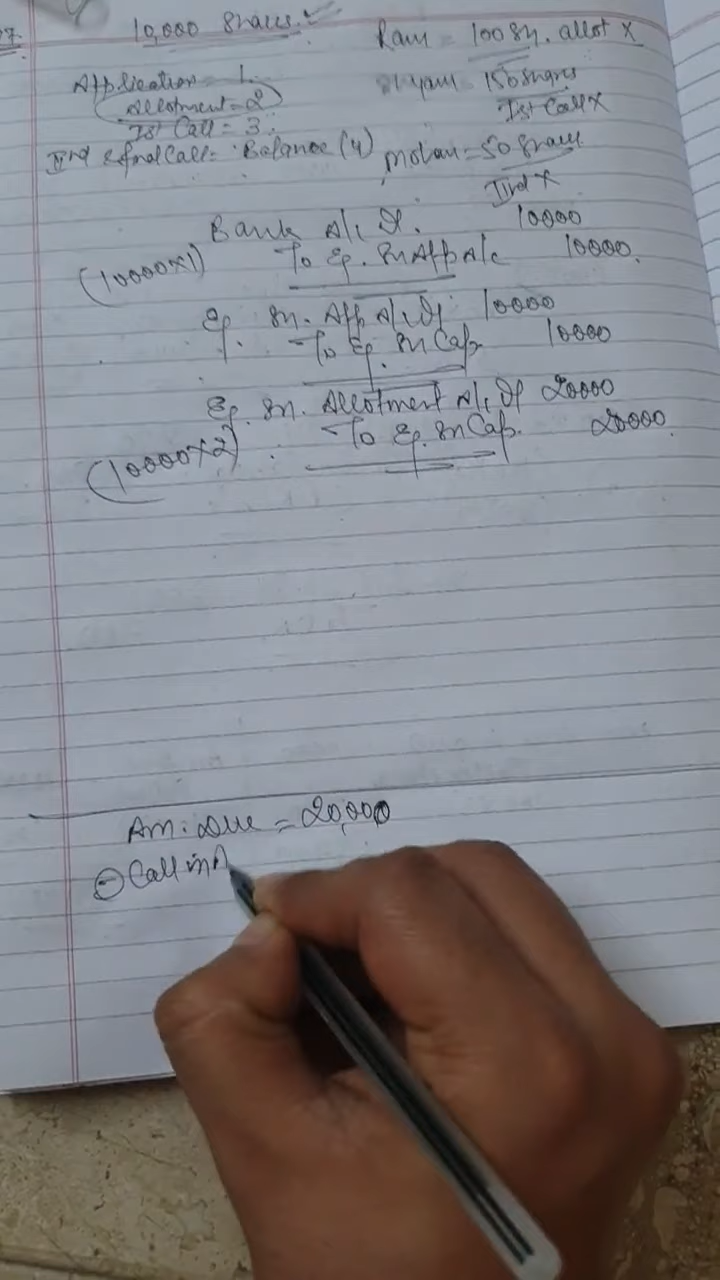 10,000 Shares.
Ram = 100 Sh. allot X
Application = 1.
Allotment = 2
Ist Call = 3.
IInd & final Call = Balance (4)
Shyam = 150 Shares
Ist Call X
Mohan = 50 Shares
IInd X
Bank A/c Dr. 10000
(10000×1) To Eq. Sh App A/c 10000.
Eq. Sh. App A/c Dr 10000
To Eq. Sh Cap. 10000
Eq. Sh. Allotment A/c Dr 20000
(10000×2) To Eq. Sh Cap. 20000.
Am. Due = 20,000
⊖ Call in A